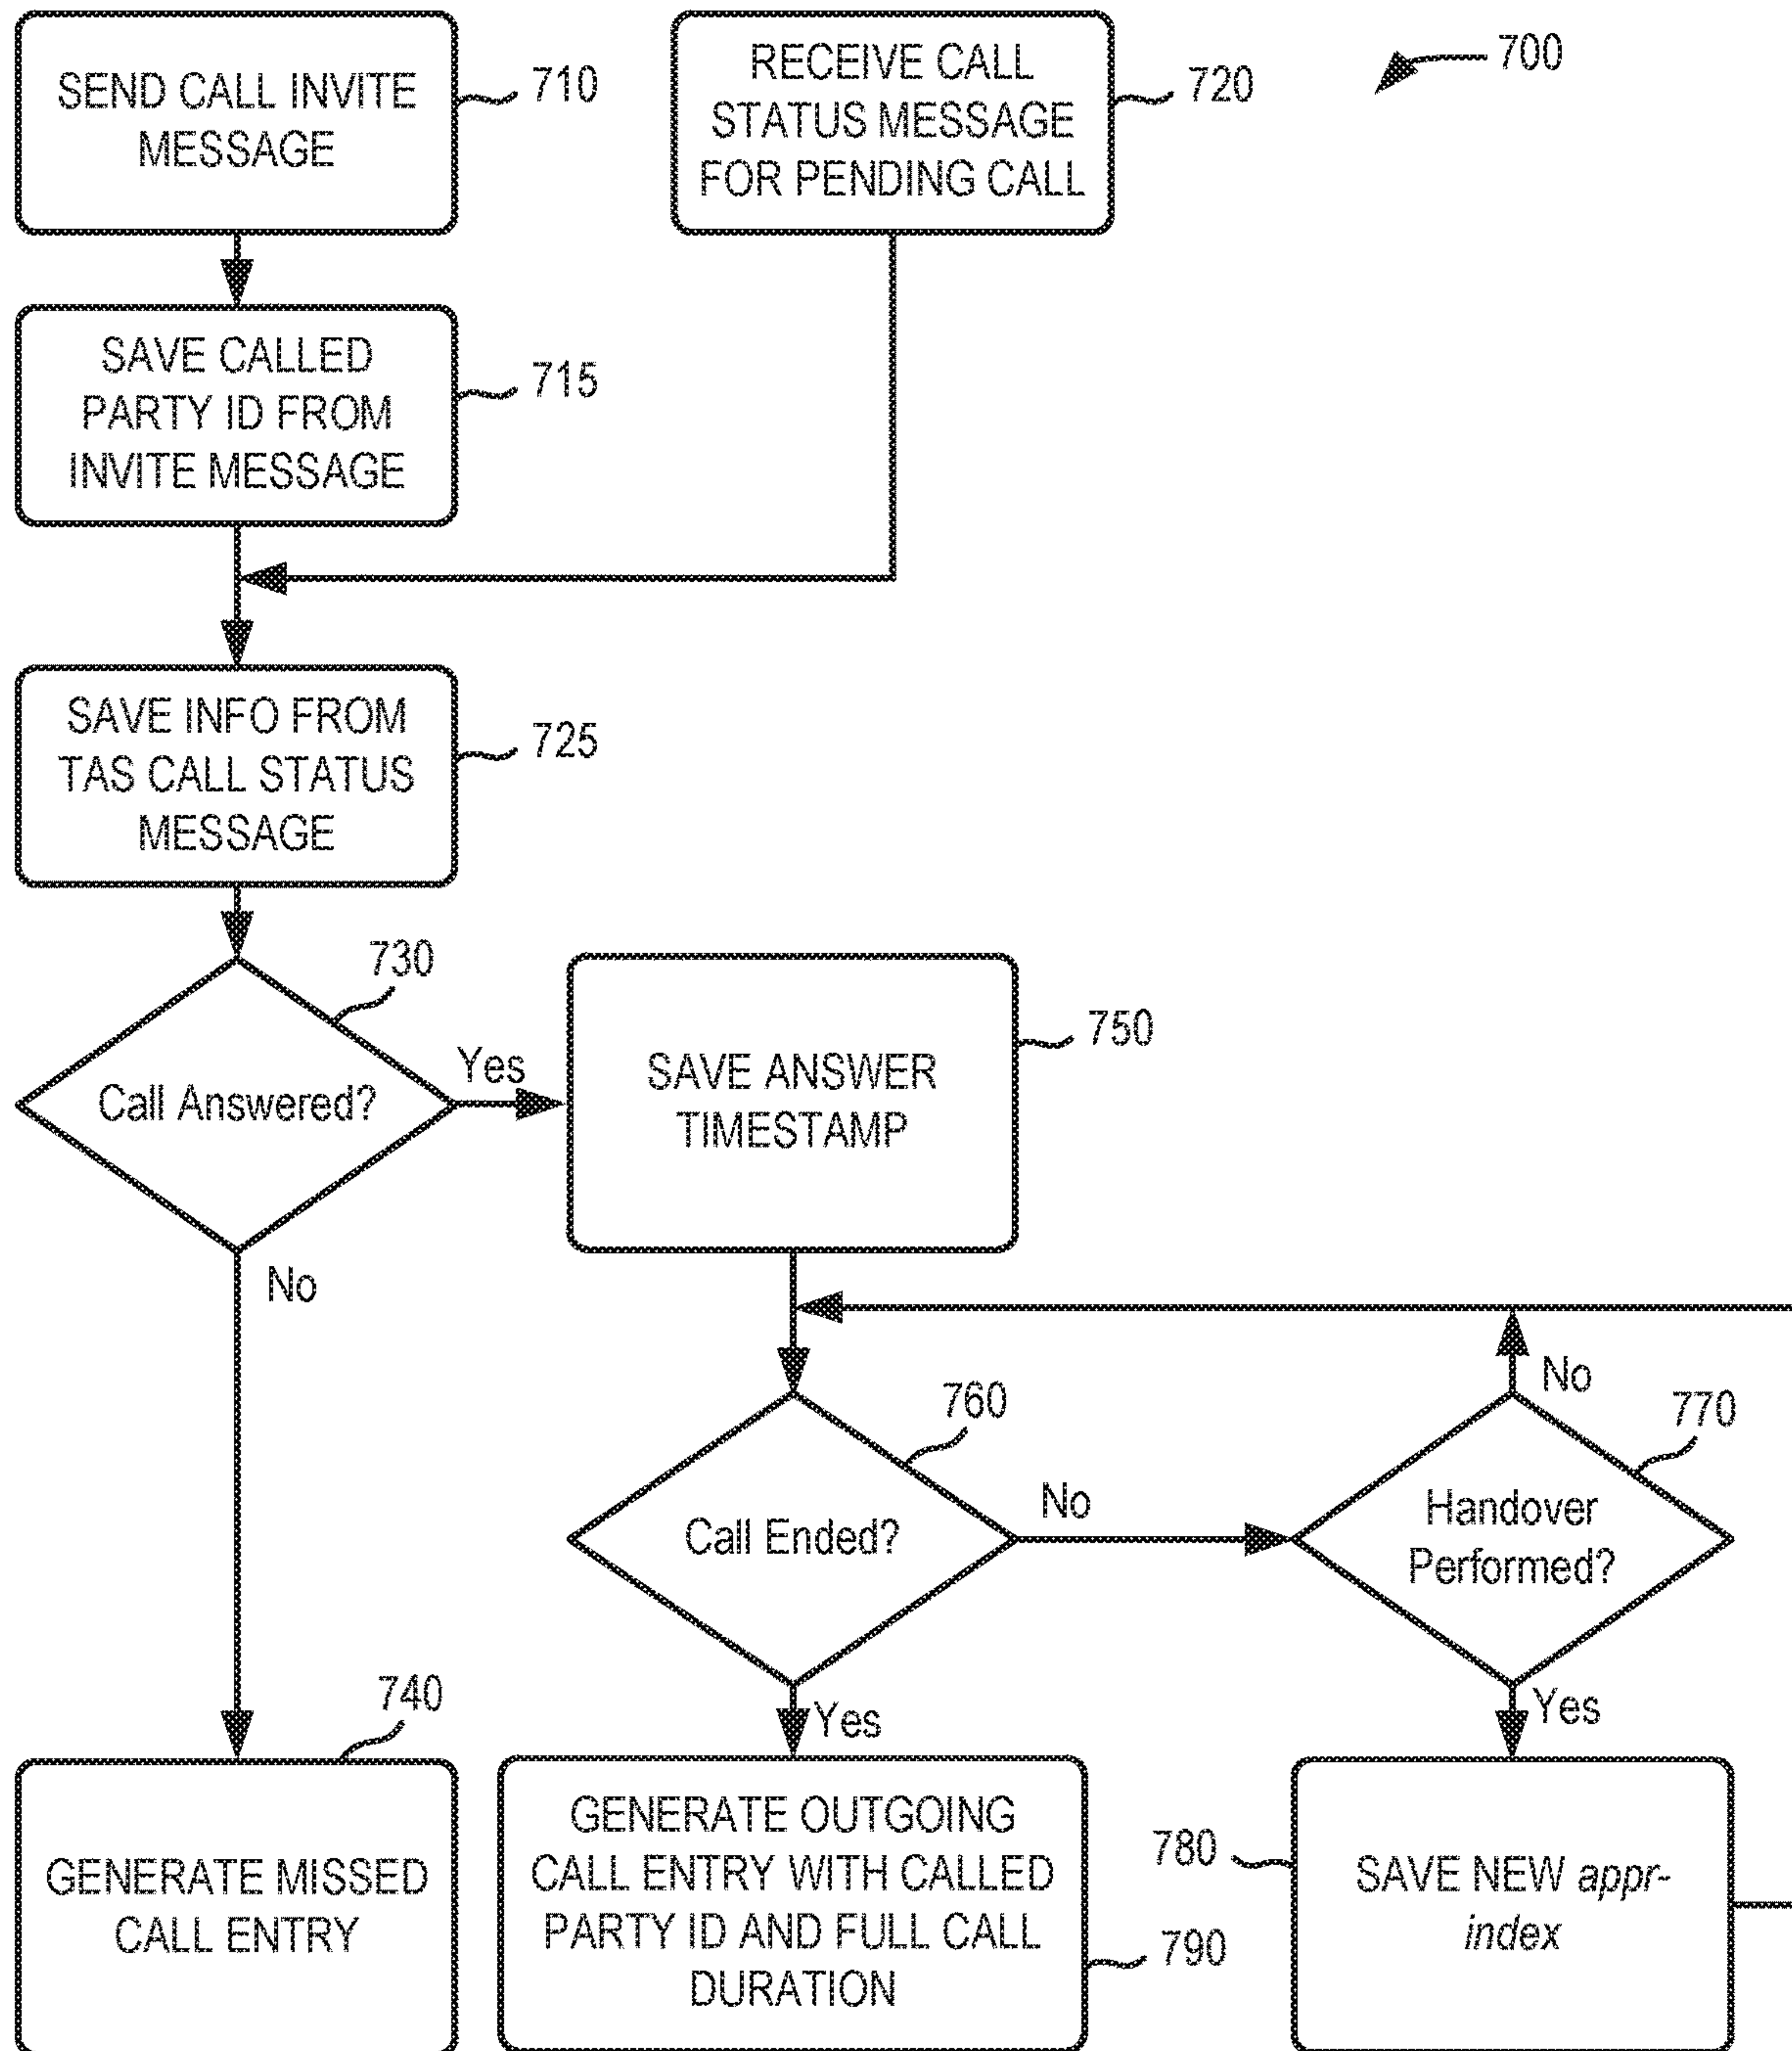 SEND CALL INVITE
MESSAGE
710
RECEIVE CALL
STATUS MESSAGE
FOR PENDING CALL
720
700
SAVE CALLED
PARTY ID FROM
INVITE MESSAGE
715
SAVE INFO FROM
TAS CALL STATUS
MESSAGE
725
730
Call Answered?
Yes
No
SAVE ANSWER
TIMESTAMP
750
760
Call Ended?
No
Yes
770
Handover
Performed?
No
Yes
740
GENERATE MISSED
CALL ENTRY
GENERATE OUTGOING
CALL ENTRY WITH CALLED
PARTY ID AND FULL CALL
DURATION
790
780
SAVE NEW appr-
index